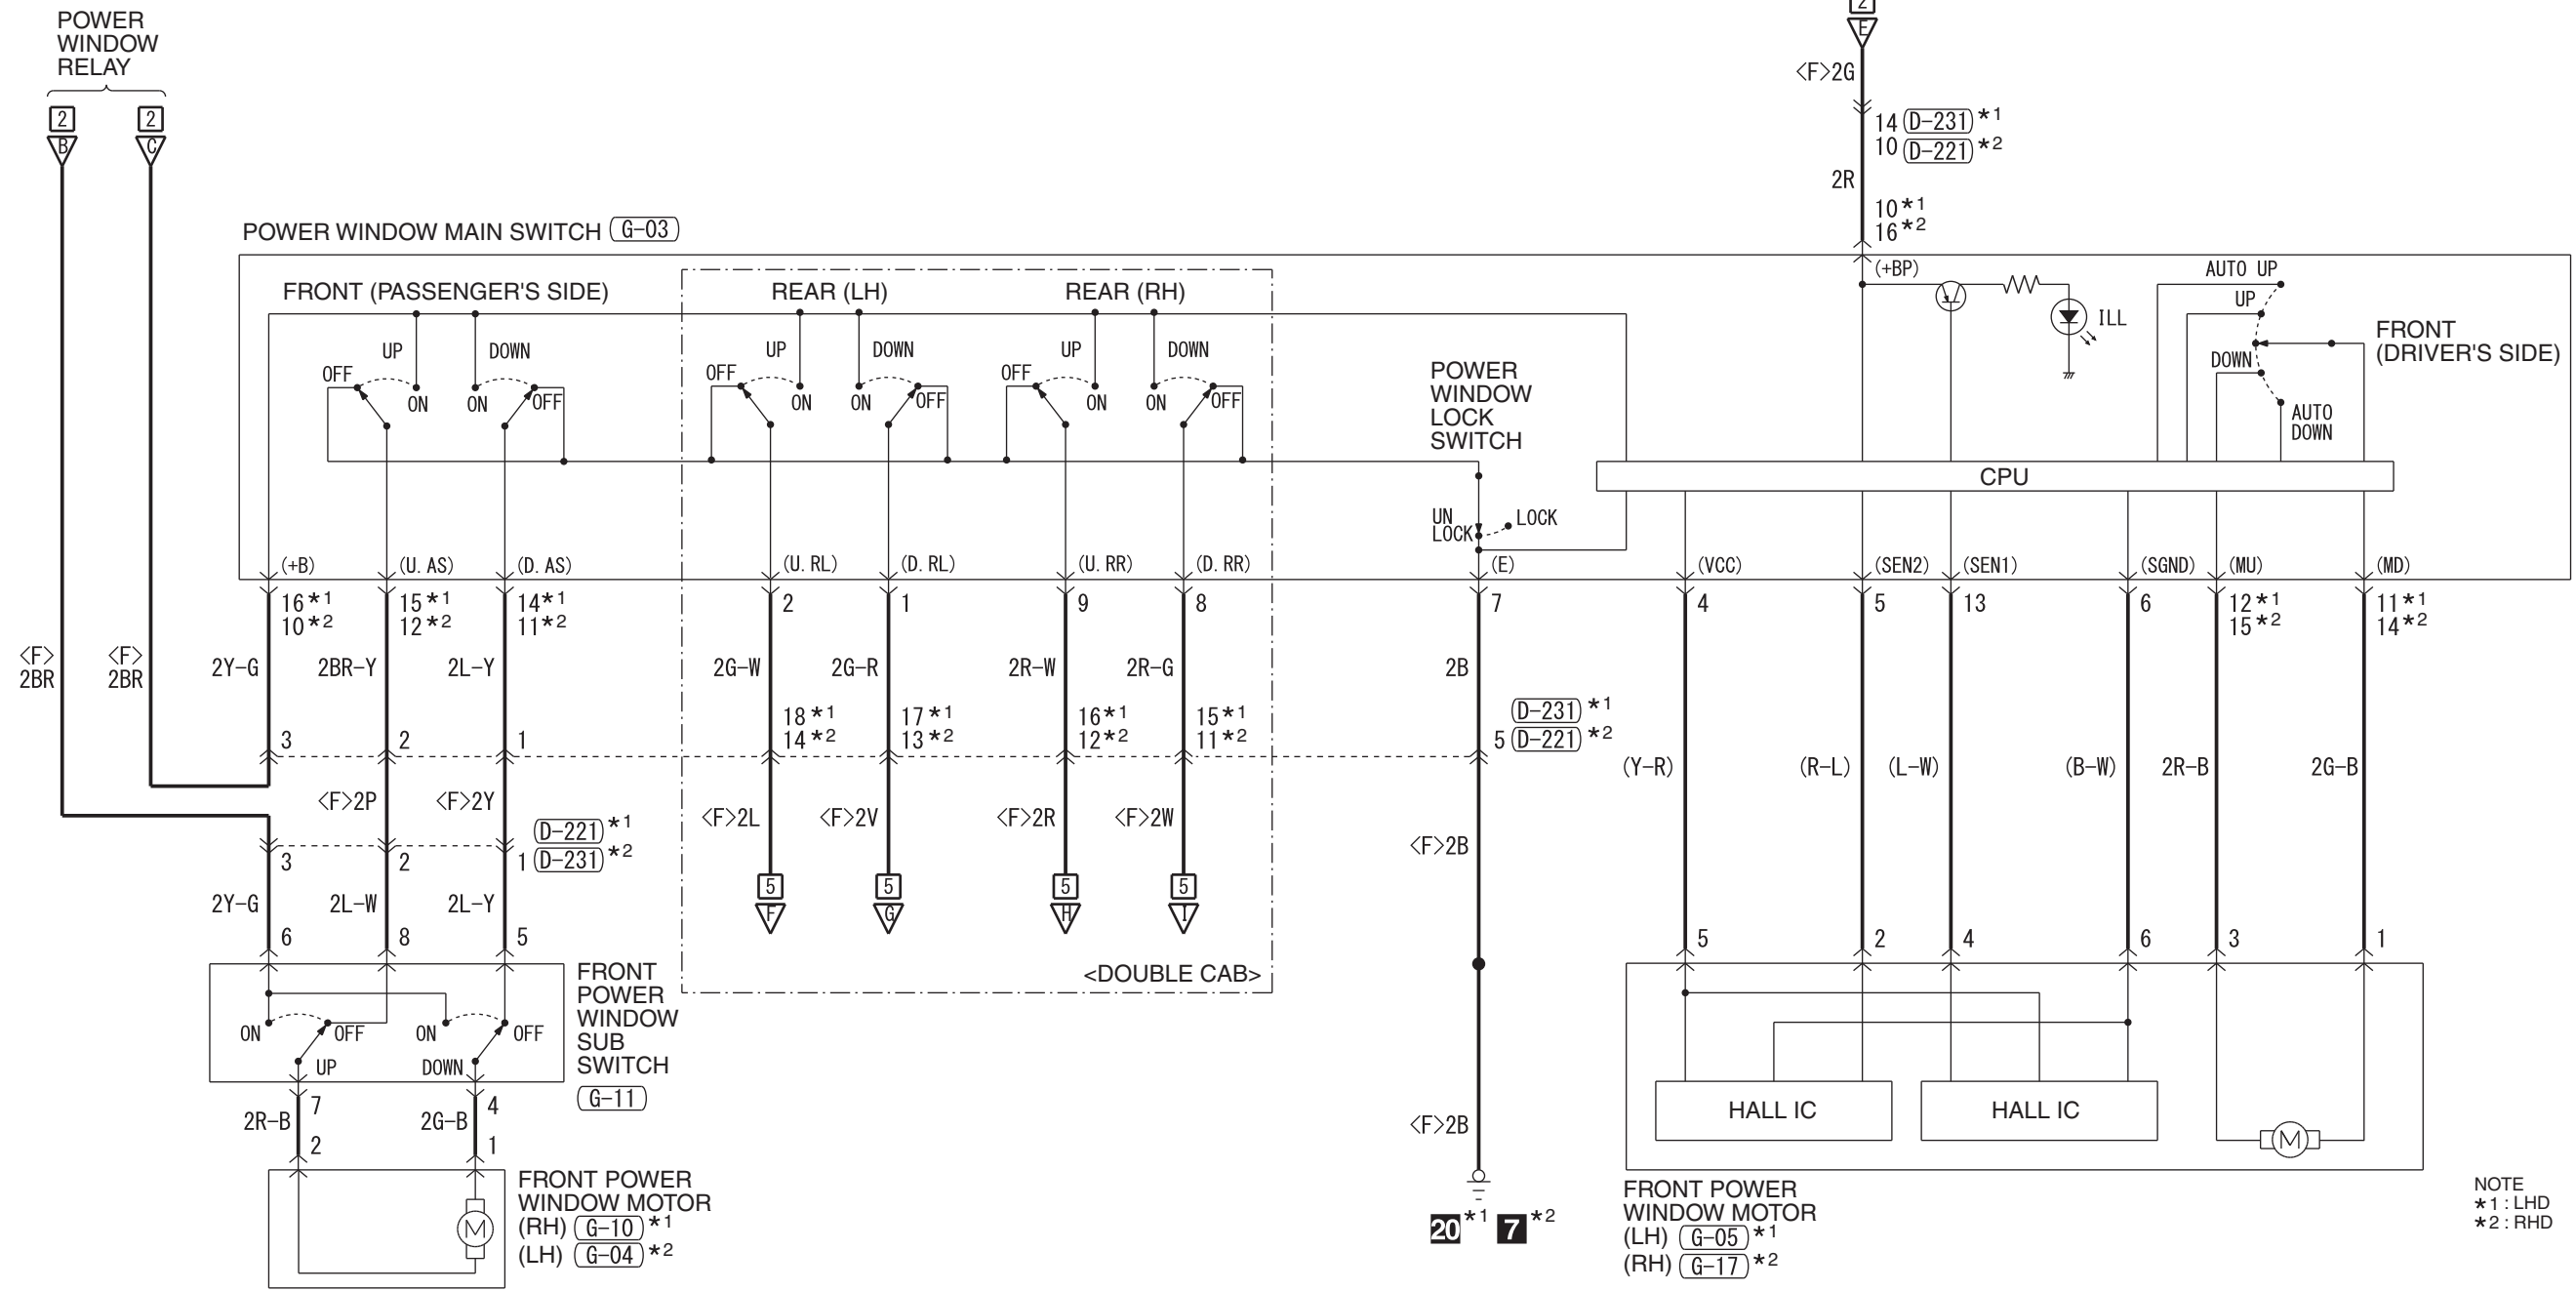 POWER
WINDOW
RELAY
2 2
B C
2
E
<F>2G
14 D-231 *1
10 D-221 *2
2R
10*1
16*2
POWER WINDOW MAIN SWITCH G-03
(+BP)
FRONT (PASSENGER'S SIDE)
REAR (LH)
REAR (RH)
AUTO UP
UP
ILL
FRONT
(DRIVER'S SIDE)
DOWN
AUTO
DOWN
UP DOWN
OFF
ON ON OFF
UP DOWN
OFF
ON ON OFF
UP DOWN
OFF
ON ON OFF
POWER
WINDOW
LOCK
SWITCH
CPU
UN
LOCK
LOCK
(+B) (U. AS) (D. AS) (U. RL) (D. RL) (U. RR) (D. RR) (E) (VCC) (SEN2) (SEN1) (SGND) (MU) (MD)
16*1 15*1 14*1 2 1 9 8 7 4 5 13 6 12*1 11*1
10*2 12*2 11*2 15*2 14*2
<F> <F>
2BR 2BR
2Y-G 2BR-Y 2L-Y 2G-W 2G-R 2R-W 2R-G 2B
18*1 17*1 16*1 15*1
14*2 13*2 12*2 11*2
3 2 1
D-231 *1
5 D-221 *2
(Y-R) (R-L) (L-W) (B-W) 2R-B 2G-B
<F>2P <F>2Y
<F>2L <F>2V <F>2R <F>2W
<F>2B
D-221 *1
3 2 1 D-231 *2
5 5 5 5
F G H I
2Y-G 2L-W 2L-Y
6 8 5
5 2 4 6 3 1
<DOUBLE CAB>
FRONT
POWER
WINDOW
SUB
SWITCH
G-11
ON OFF ON OFF
UP DOWN
7 4
2R-B 2G-B
2 1
<F>2B
HALL IC HALL IC
M
FRONT POWER
WINDOW MOTOR
(RH) G-10 *1
(LH) G-04 *2
M
20 *1 7 *2
FRONT POWER
WINDOW MOTOR
(LH) G-05 *1
(RH) G-17 *2
NOTE
*1 : LHD
*2 : RHD